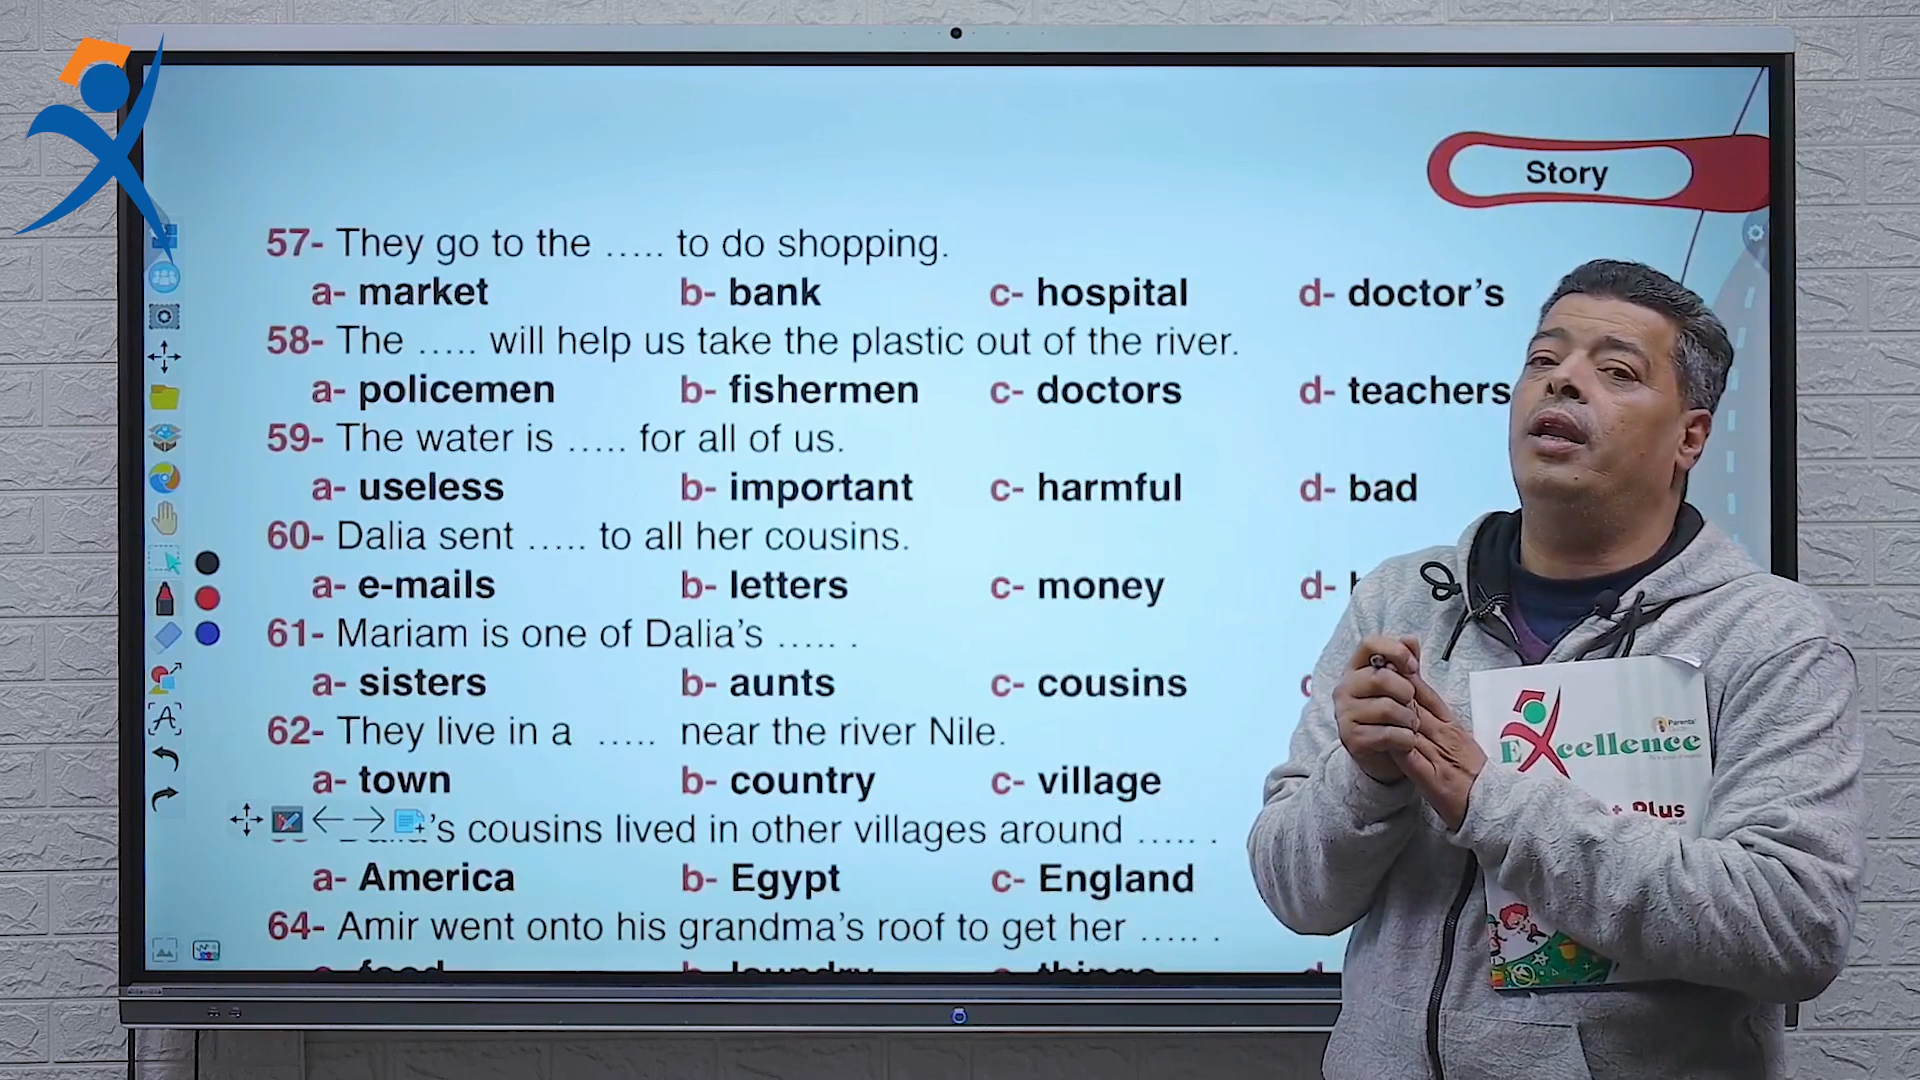 Story
57- They go to the ..... to do shopping.
a- market b- bank c- hospital d- doctor's
58- The ..... will help us take the plastic out of the river.
a- policemen b- fishermen c- doctors d- teachers
59- The water is ..... for all of us.
a- useless b- important c- harmful d- bad
60- Dalia sent ..... to all her cousins.
a- e-mails b- letters c- money d-
61- Mariam is one of Dalia's ..... .
a- sisters b- aunts c- cousins
62- They live in a ..... near the river Nile.
a- town b- country c- village
's cousins lived in other villages around ..... .
a- America b- Egypt c- England
64- Amir went onto his grandma's roof to get her ..... .
a- food b- laundry c- things
Parents'
Excellence
Plus